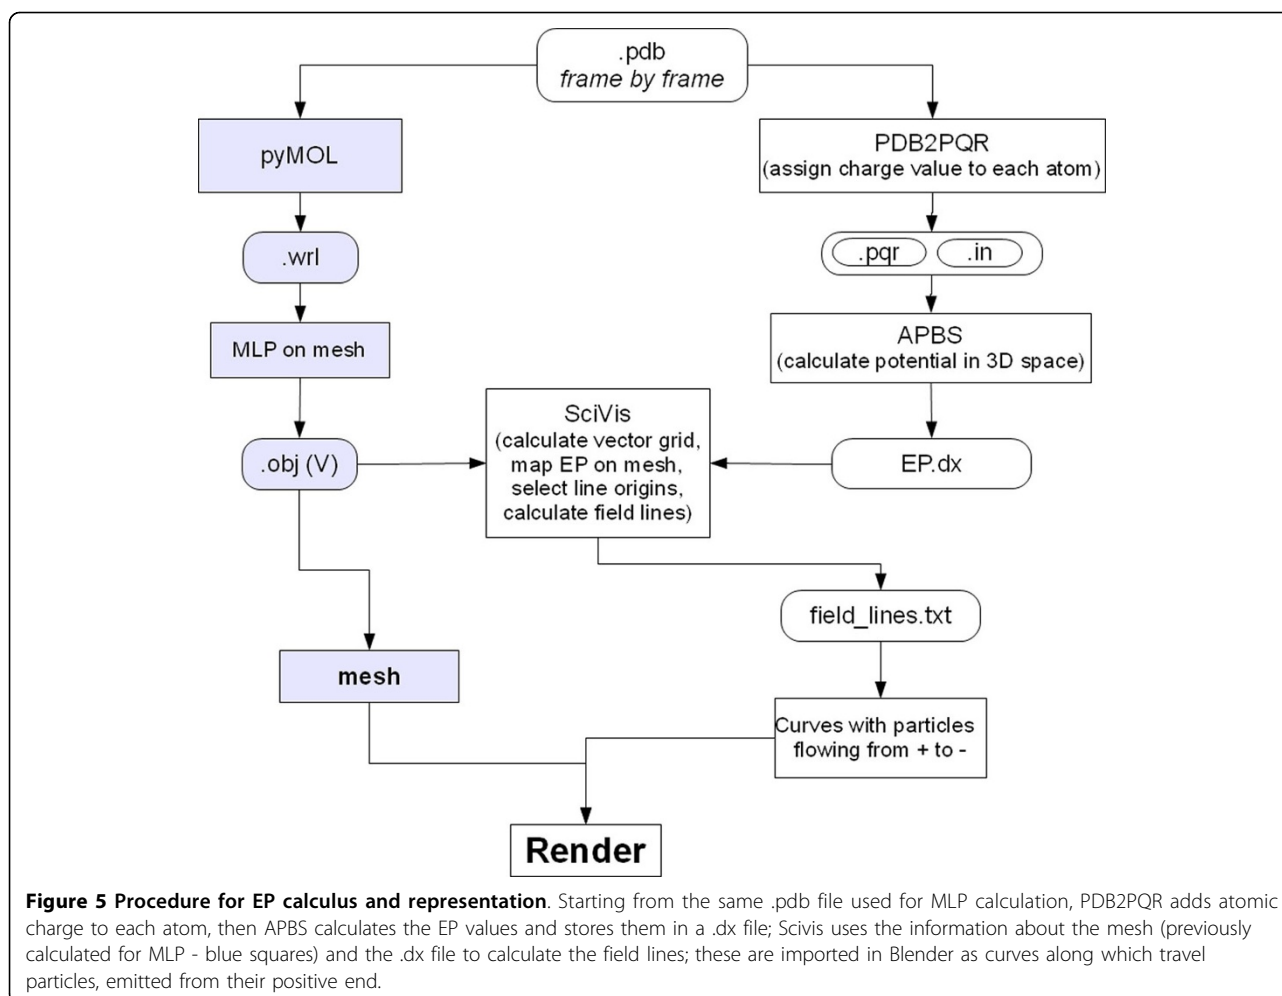 .pdb
frame by frame
pyMOL
PDB2PQR
(assign charge value to each atom)
.wrl
.pqr
.in
MLP on mesh
APBS
(calculate potential in 3D space)
SciVis
(calculate vector grid,
map EP on mesh,
select line origins,
calculate field lines)
.obj (V)
EP.dx
field_lines.txt
mesh
Curves with particles
flowing from + to -
Render
Figure 5 Procedure for EP calculus and representation. Starting from the same .pdb file used for MLP calculation, PDB2PQR adds atomic
charge to each atom, then APBS calculates the EP values and stores them in a .dx file; Scivis uses the information about the mesh (previously
calculated for MLP - blue squares) and the .dx file to calculate the field lines; these are imported in Blender as curves along which travel
particles, emitted from their positive end.